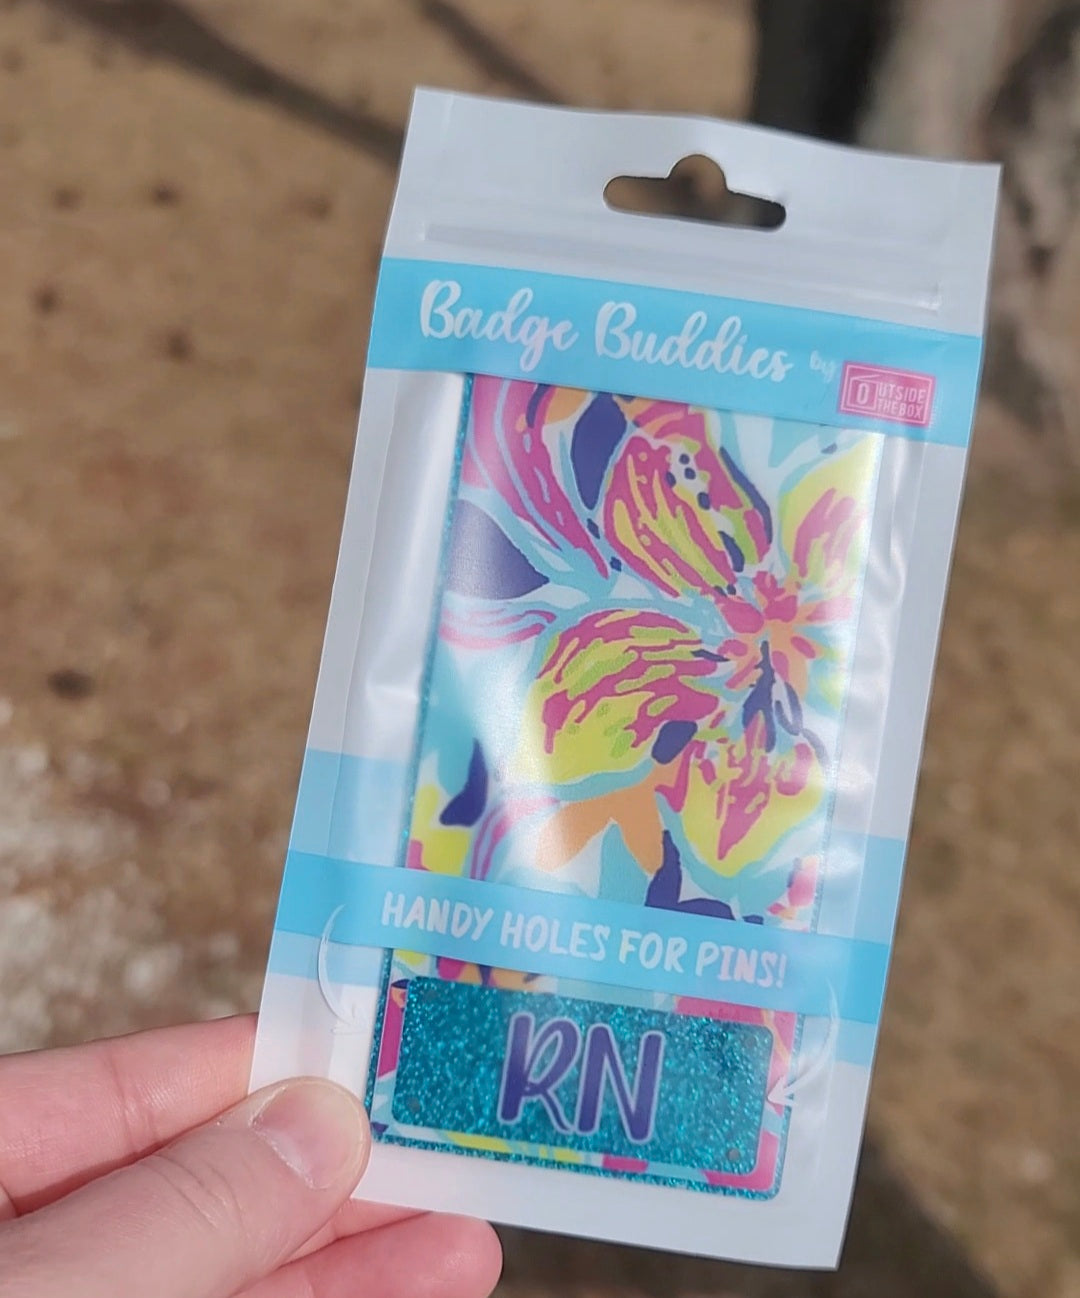 Badge Buddies by
OUTSIDE
THE BOX
HANDY HOLES FOR PINS!
RN